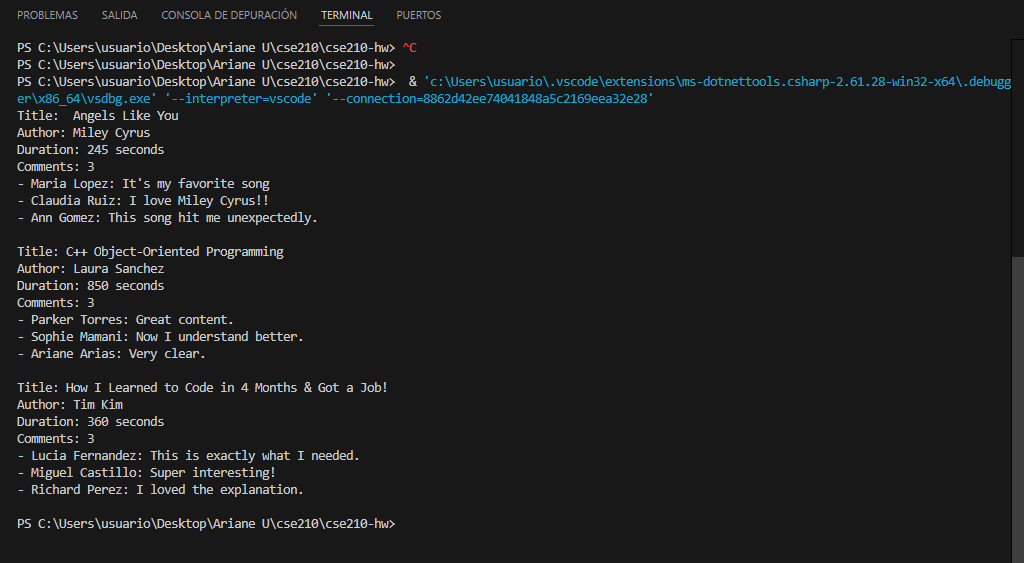 PROBLEMAS SALIDA CONSOLA DE DEPURACIÓN TERMINAL PUERTOS
PS C:\Users\usuario\Desktop\Ariane U\cse210\cse210-hw> ^C
PS C:\Users\usuario\Desktop\Ariane U\cse210\cse210-hw>
PS C:\Users\usuario\Desktop\Ariane U\cse210\cse210-hw>  & 'c:\Users\usuario\.vscode\extensions\ms-dotnettools.csharp-2.61.28-win32-x64\.debugg
er\x86_64\vsdbg.exe' '--interpreter=vscode' '--connection=8862d42ee74041848a5c2169eea32e28'
Title:  Angels Like You
Author: Miley Cyrus
Duration: 245 seconds
Comments: 3
- Maria Lopez: It's my favorite song
- Claudia Ruiz: I love Miley Cyrus!!
- Ann Gomez: This song hit me unexpectedly.

Title: C++ Object-Oriented Programming
Author: Laura Sanchez
Duration: 850 seconds
Comments: 3
- Parker Torres: Great content.
- Sophie Mamani: Now I understand better.
- Ariane Arias: Very clear.

Title: How I Learned to Code in 4 Months & Got a Job!
Author: Tim Kim
Duration: 360 seconds
Comments: 3
- Lucia Fernandez: This is exactly what I needed.
- Miguel Castillo: Super interesting!
- Richard Perez: I loved the explanation.

PS C:\Users\usuario\Desktop\Ariane U\cse210\cse210-hw>